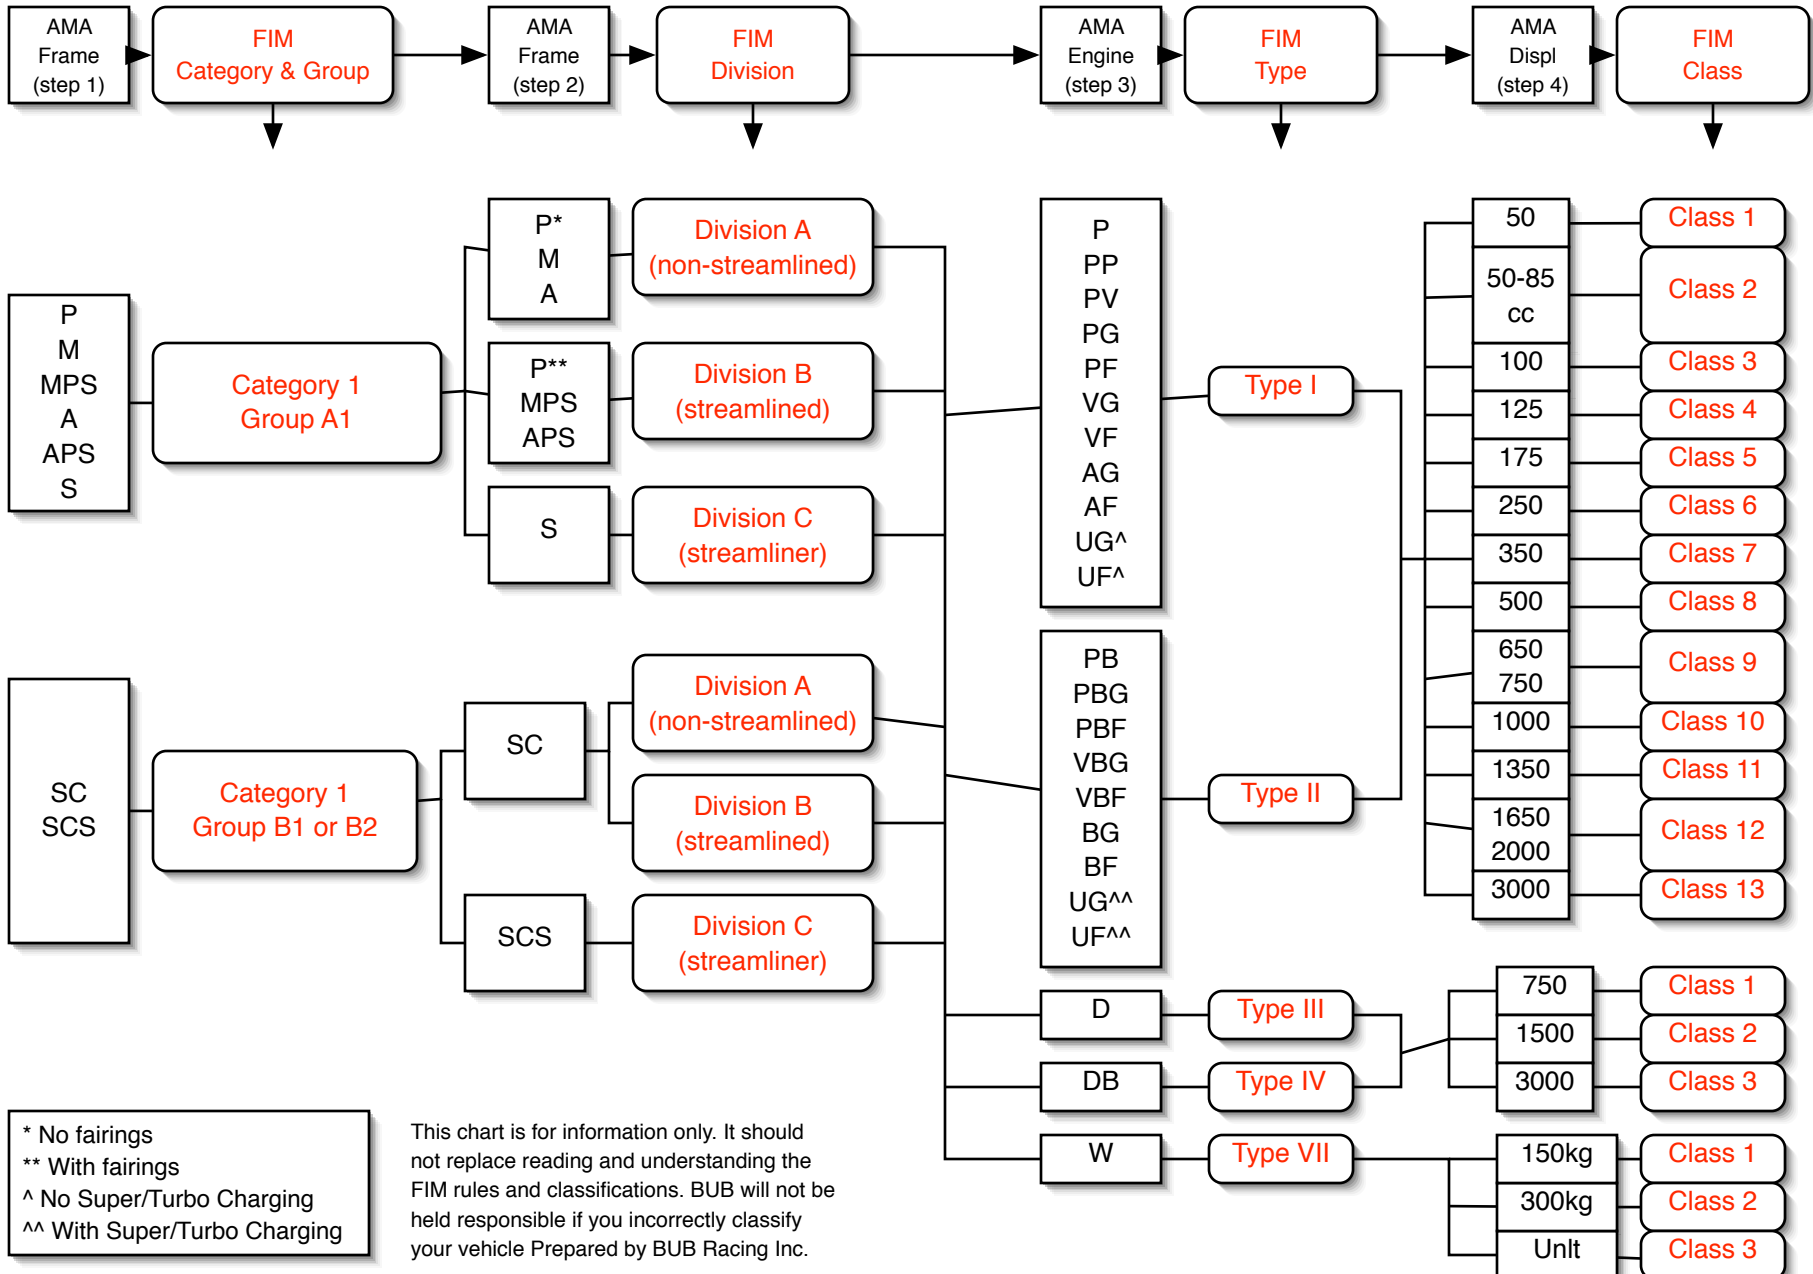 AMA
Frame
(step 1)
FIM
Category & Group
AMA
Frame
(step 2)
FIM
Division
AMA
Engine
(step 3)
FIM
Type
AMA
Displ
(step 4)
FIM
Class
P
M
MPS
A
APS
S
Category 1
Group A1
P*
M
A
Division A
(non-streamlined)
P**
MPS
APS
Division B
(streamlined)
S
Division C
(streamliner)
SC
SCS
Category 1
Group B1 or B2
SC
Division A
(non-streamlined)
Division B
(streamlined)
SCS
Division C
(streamliner)
P
PP
PV
PG
PF
VG
VF
AG
AF
UG^
UF^
Type I
PB
PBG
PBF
VBG
VBF
BG
BF
UG^^
UF^^
Type II
D
Type III
DB
Type IV
W
Type VII
50
Class 1
50-85
cc
Class 2
100
Class 3
125
Class 4
175
Class 5
250
Class 6
350
Class 7
500
Class 8
650
750
Class 9
1000
Class 10
1350
Class 11
1650
2000
Class 12
3000
Class 13
750
Class 1
1500
Class 2
3000
Class 3
150kg
Class 1
300kg
Class 2
Unlt
Class 3
* No fairings
** With fairings
^ No Super/Turbo Charging
^^ With Super/Turbo Charging
This chart is for information only. It should
not replace reading and understanding the
FIM rules and classifications. BUB will not be
held responsible if you incorrectly classify
your vehicle Prepared by BUB Racing Inc.